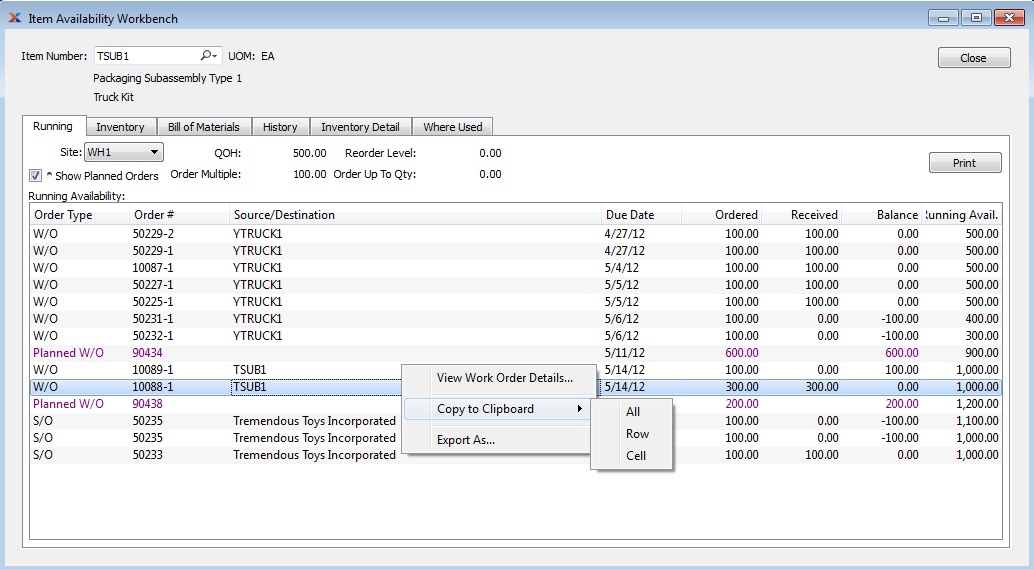 Item Availability Workbench
Item Number: TSUB1 UOM: EA Close
Packaging Subassembly Type 1
Truck Kit
Running Inventory Bill of Materials History Inventory Detail Where Used
Site: WH1 QOH: 500.00 Reorder Level: 0.00 Print
^ Show Planned Orders Order Multiple: 100.00 Order Up To Qty: 0.00
Running Availability:
Order Type Order # Source/Destination Due Date Ordered Received Balance Running Avail.
W/O 50229-2 YTRUCK1 4/27/12 100.00 100.00 0.00 500.00
W/O 50229-1 YTRUCK1 4/27/12 100.00 100.00 0.00 500.00
W/O 10087-1 YTRUCK1 5/4/12 100.00 100.00 0.00 500.00
W/O 50227-1 YTRUCK1 5/5/12 100.00 100.00 0.00 500.00
W/O 50225-1 YTRUCK1 5/5/12 100.00 100.00 0.00 500.00
W/O 50231-1 YTRUCK1 5/6/12 100.00 0.00 -100.00 400.00
W/O 50232-1 YTRUCK1 5/6/12 100.00 0.00 -100.00 300.00
Planned W/O 90434 5/11/12 600.00 600.00 900.00
W/O 10089-1 TSUB1 5/14/12 100.00 0.00 100.00 1,000.00
W/O 10088-1 TSUB1 5/14/12 300.00 300.00 0.00 1,000.00
Planned W/O 90438 200.00 200.00 1,200.00
S/O 50235 Tremendous Toys Incorporated 100.00 0.00 -100.00 1,100.00
S/O 50235 Tremendous Toys Incorporated 100.00 0.00 -100.00 1,000.00
S/O 50233 Tremendous Toys Incorporated 100.00 100.00 0.00 1,000.00
View Work Order Details...
Copy to Clipboard
Export As...
All
Row
Cell